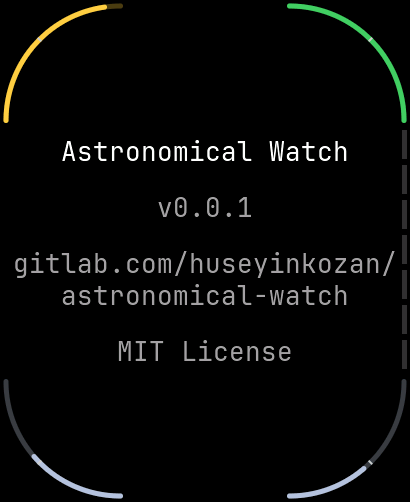 Astronomical Watch
v0.0.1
gitlab.com/huseyinkozan/
astronomical-watch
MIT License